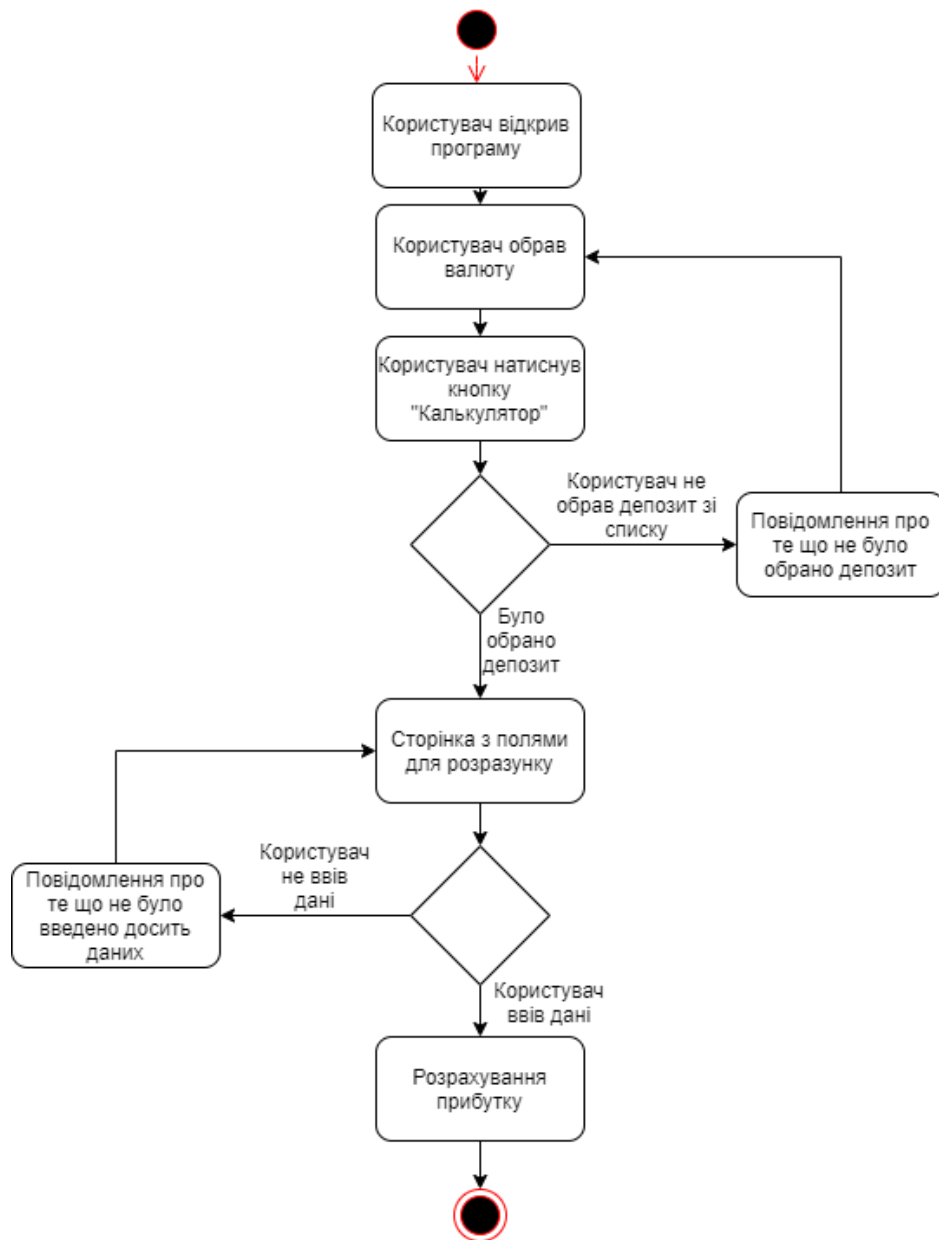 Користувач відкрив
програму
Користувач обрав
валюту
Користувач натиснув
кнопку
"Калькулятор"
Користувач не
обрав депозит зі
списку
Повідомлення про
те що не було
обрано депозит
Було
обрано
депозит
Сторінка з полями
для розразунку
Користувач
не ввів
дані
Повідомлення про
те що не було
введено досить
даних
Користувач
ввів дані
Розрахування
прибутку